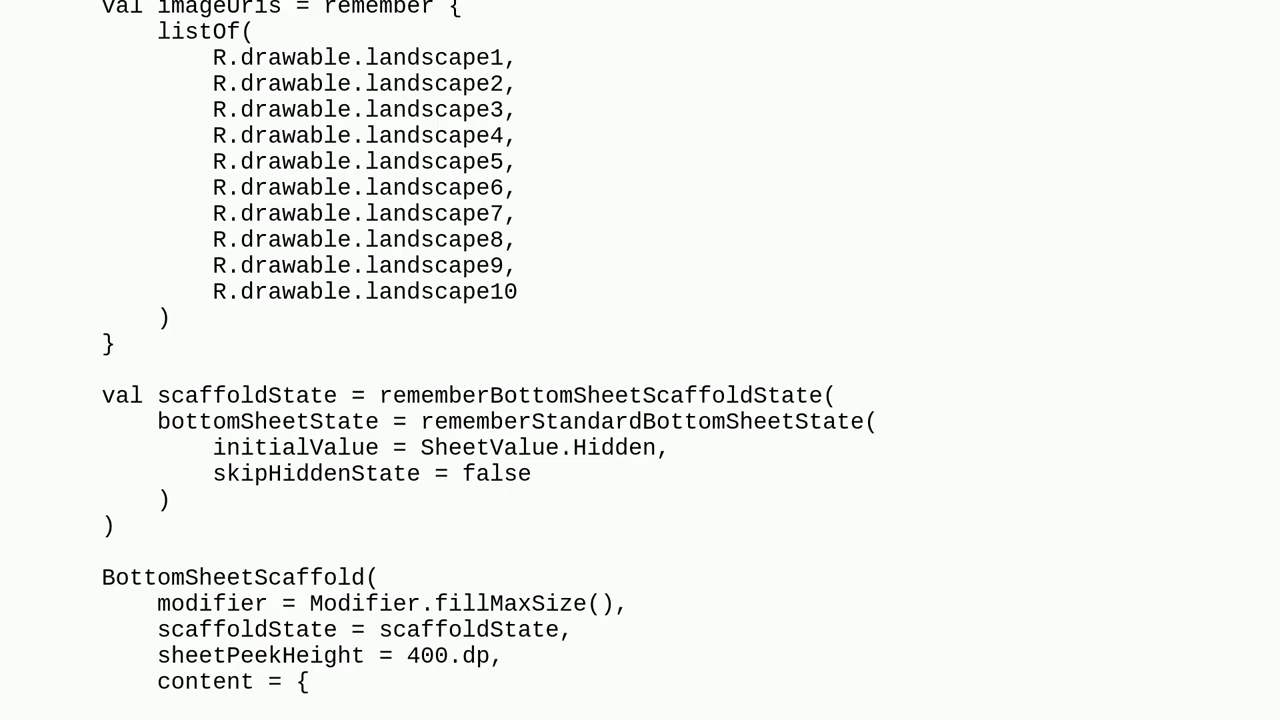 val imageUris = remember {
listOf(
R.drawable.landscape1,
R.drawable.landscape2,
R.drawable.landscape3,
R.drawable.landscape4,
R.drawable.landscape5,
R.drawable.landscape6,
R.drawable.landscape7,
R.drawable.landscape8,
R.drawable.landscape9,
R.drawable.landscape10
)
}
val scaffoldState = rememberBottomSheetScaffoldState(
bottomSheetState = rememberStandardBottomSheetState(
initialValue = SheetValue.Hidden,
skipHiddenState = false
)
)
BottomSheetScaffold(
modifier = Modifier.fillMaxSize(),
scaffoldState = scaffoldState,
sheetPeekHeight = 400.dp,
content = {